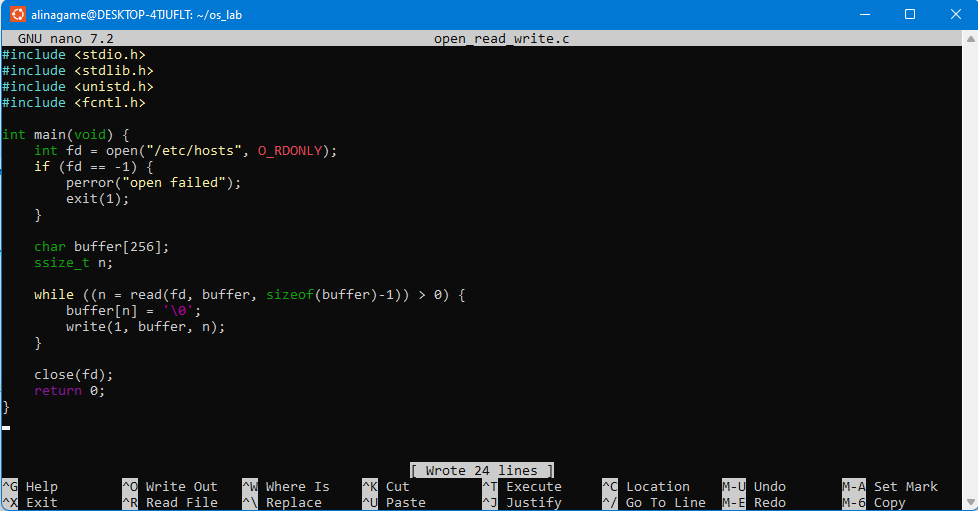 alinagame@DESKTOP-4TJUFLT: ~/os_lab
GNU nano 7.2 open_read_write.c
#include <stdio.h>
#include <stdlib.h>
#include <unistd.h>
#include <fcntl.h>

int main(void) {
    int fd = open("/etc/hosts", O_RDONLY);
    if (fd == -1) {
        perror("open failed");
        exit(1);
    }

    char buffer[256];
    ssize_t n;

    while ((n = read(fd, buffer, sizeof(buffer)-1)) > 0) {
        buffer[n] = '\0';
        write(1, buffer, n);
    }

    close(fd);
    return 0;
}
[ Wrote 24 lines ]
^G Help ^O Write Out ^W Where Is ^K Cut ^T Execute ^C Location M-U Undo M-A Set Mark
^X Exit ^R Read File ^\ Replace ^U Paste ^J Justify ^/ Go To Line M-E Redo M-6 Copy